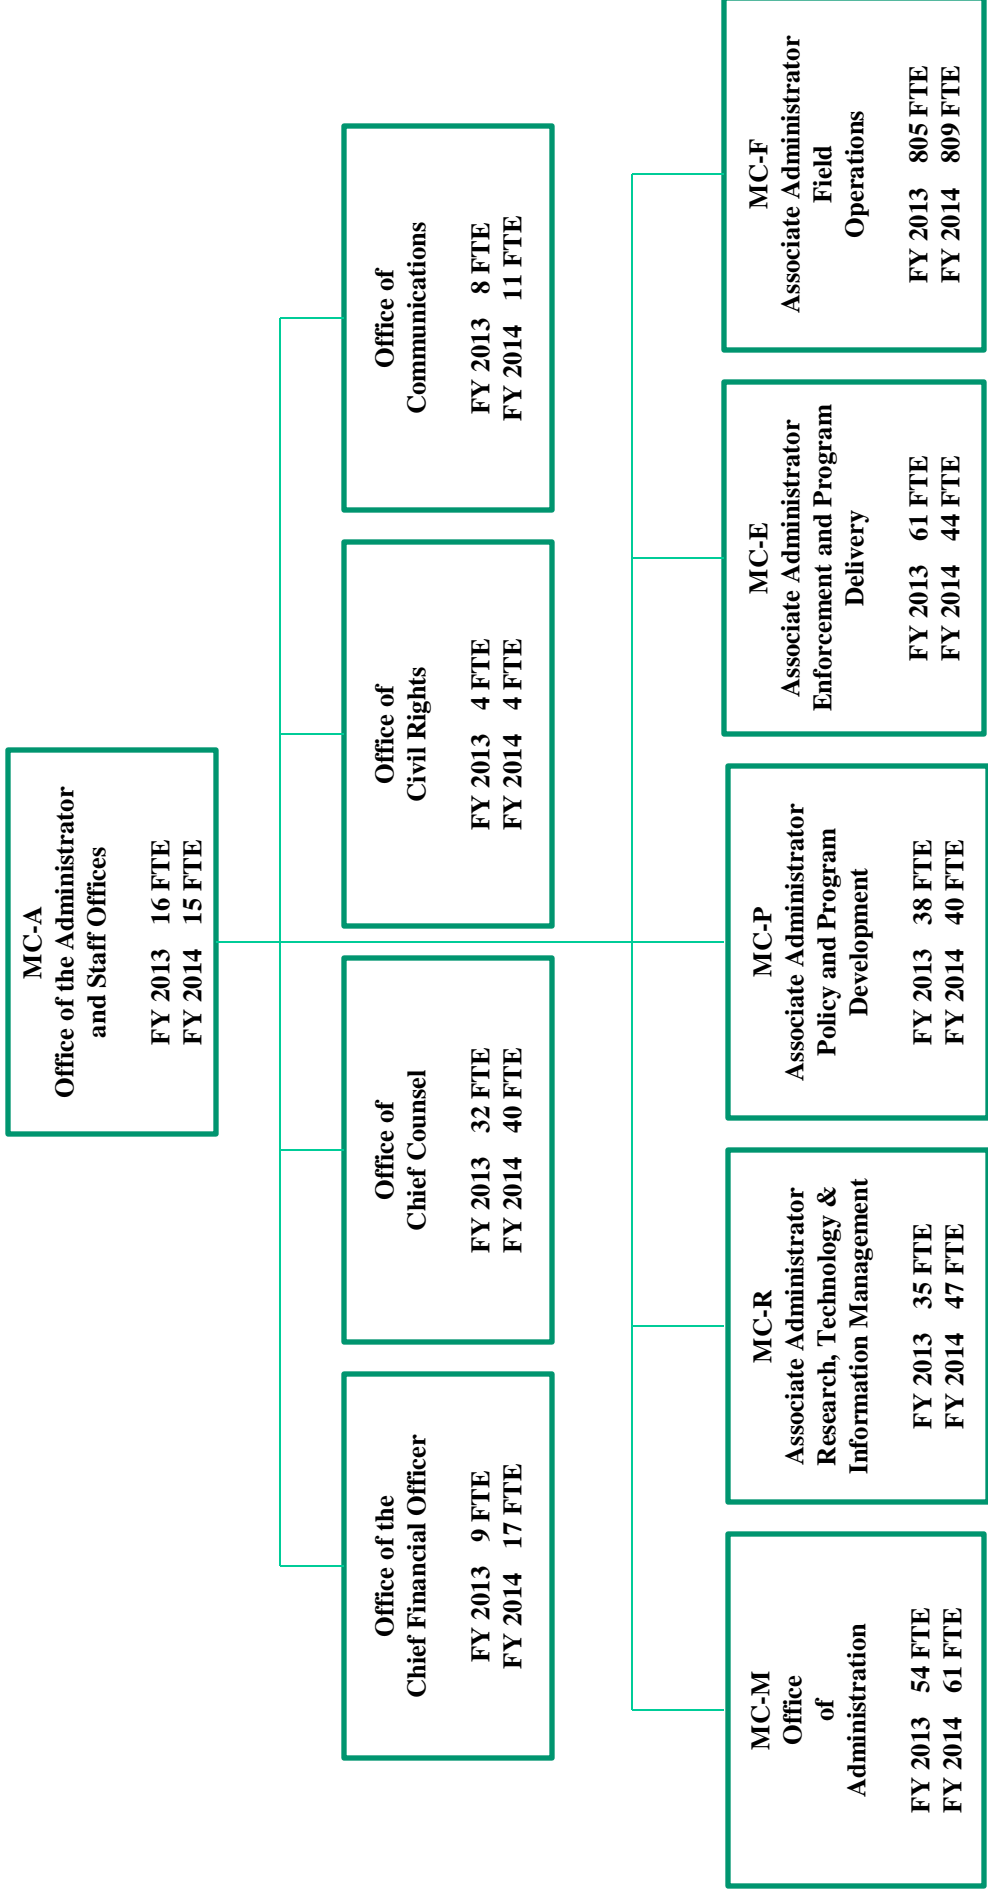 MC-A
Office of the Administrator
and Staff Offices
FY 2013 16 FTE
FY 2014 15 FTE
Office of the
Chief Financial Officer
FY 2013 9 FTE
FY 2014 17 FTE
Office of
Chief Counsel
FY 2013 32 FTE
FY 2014 40 FTE
Office of
Civil Rights
FY 2013 4 FTE
FY 2014 4 FTE
Office of
Communications
FY 2013 8 FTE
FY 2014 11 FTE
MC-M
Office
of
Administration
FY 2013 54 FTE
FY 2014 61 FTE
MC-R
Associate Administrator
Research, Technology &
Information Management
FY 2013 35 FTE
FY 2014 47 FTE
MC-P
Associate Administrator
Policy and Program
Development
FY 2013 38 FTE
FY 2014 40 FTE
MC-E
Associate Administrator
Enforcement and Program
Delivery
FY 2013 61 FTE
FY 2014 44 FTE
MC-F
Associate Administrator
Field
Operations
FY 2013 805 FTE
FY 2014 809 FTE